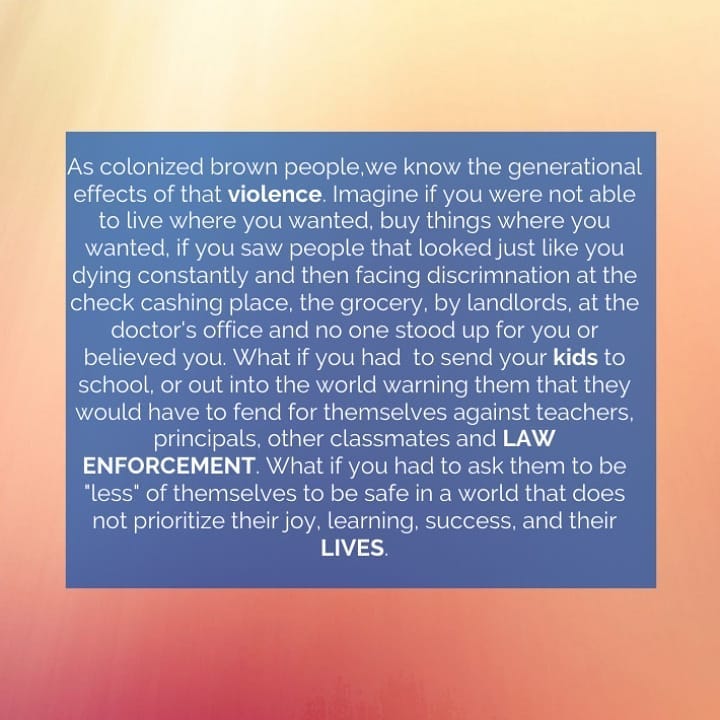 As colonized brown people,we know the generational
effects of that violence. Imagine if you were not able
to live where you wanted, buy things where you
wanted, if you saw people that looked just like you
dying constantly and then facing discrimnation at the
check cashing place, the grocery, by landlords, at the
doctor's office and no one stood up for you or
believed you. What if you had  to send your kids to
school, or out into the world warning them that they
would have to fend for themselves against teachers,
principals, other classmates and LAW
ENFORCEMENT. What if you had to ask them to be
"less" of themselves to be safe in a world that does
not prioritize their joy, learning, success, and their
LIVES.